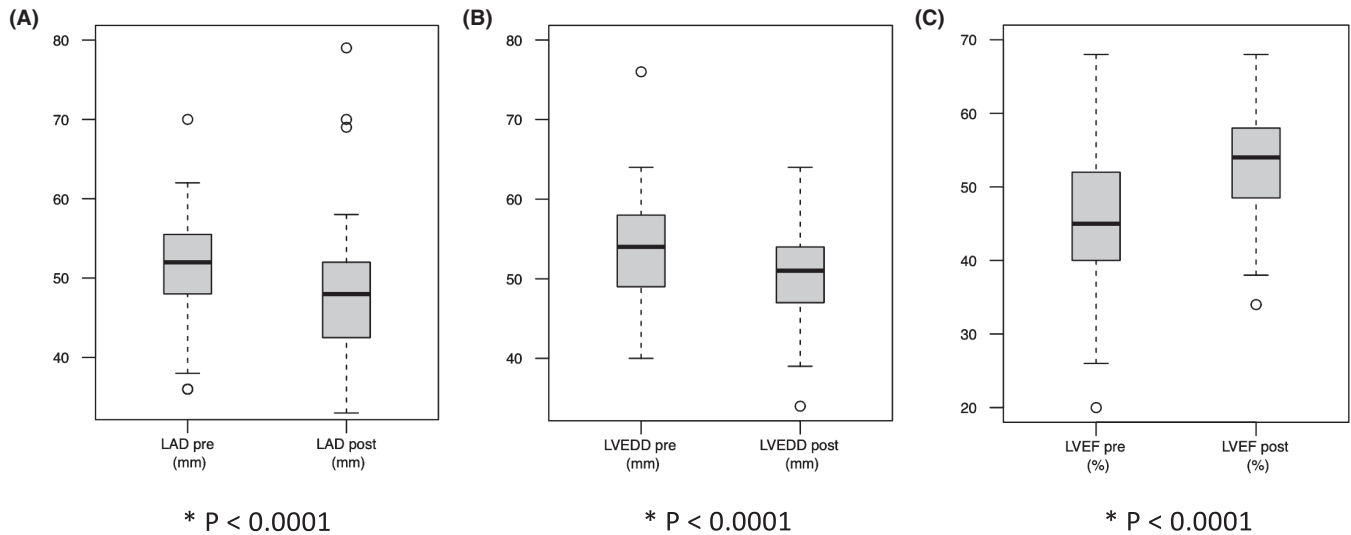 (A)
80
70
60
50
40
LAD pre
(mm)
LAD post
(mm)
* P < 0.0001
(B)
80
70
60
50
40
LVEDD pre
(mm)
LVEDD post
(mm)
* P < 0.0001
(C)
70
60
50
40
30
20
LVEF pre
(%)
LVEF post
(%)
* P < 0.0001